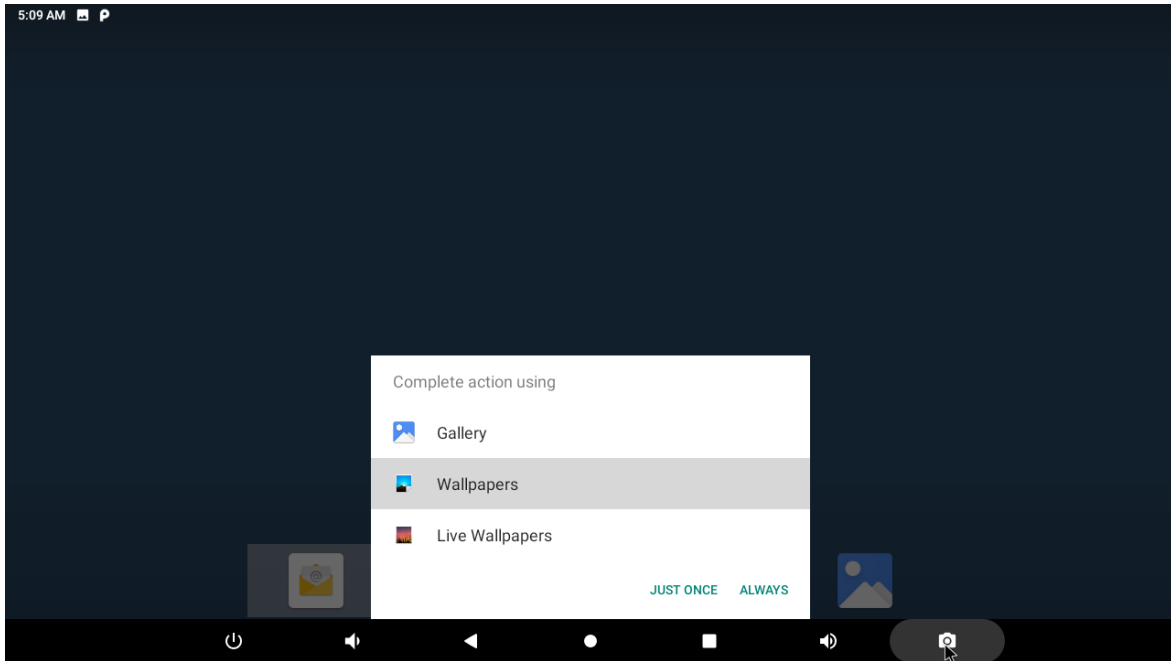 5:09 AM
Complete action using
Gallery
Wallpapers
Live Wallpapers
JUST ONCE ALWAYS